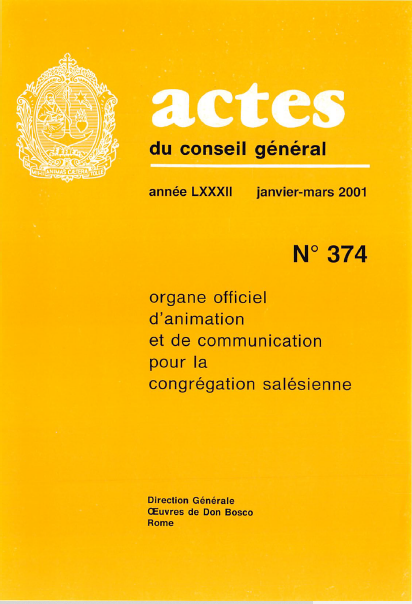 actes
du conseil général
année LXXXII janvier-mars 2001
N° 374
organe officiel
d'animation
et de communication
pour la
congrégation salésienne
Direction Générale
Œuvres de Don Bosco
Rome